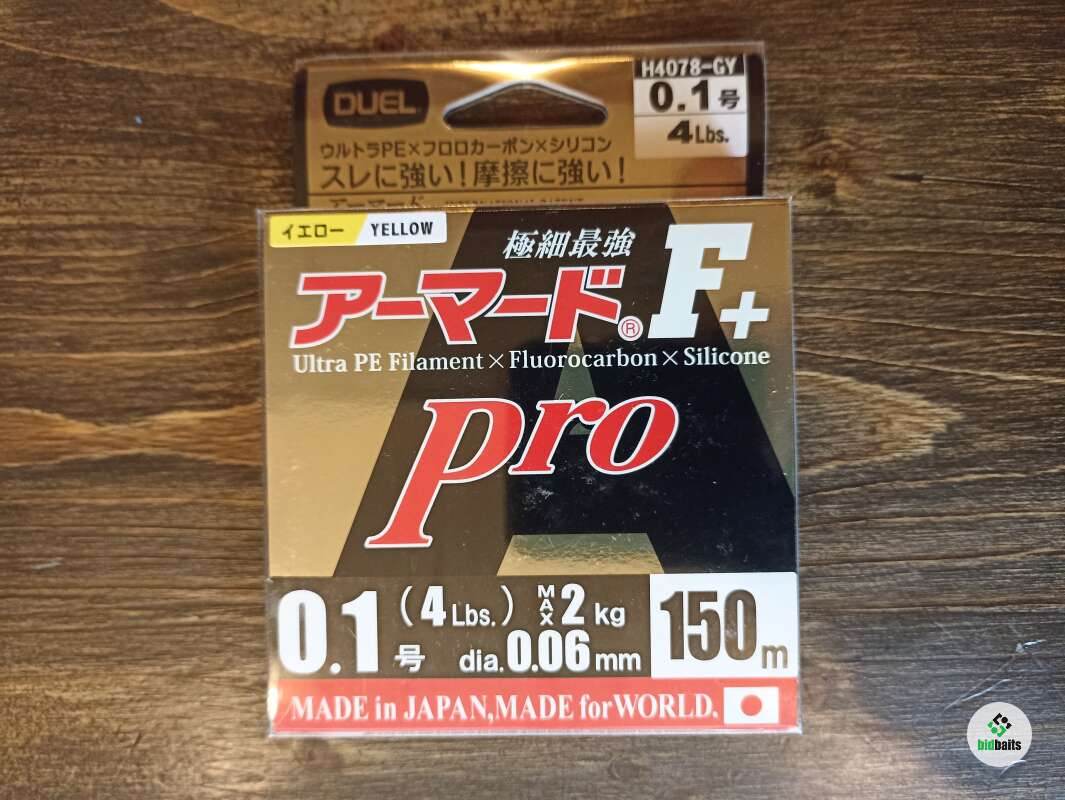 DUEL
H4078-GY
0.1号
4Lbs.
ウルトラPE×フロロカーボン×シリコン
スレに強い!摩擦に強い!
イエロー YELLOW
極細最強
アーマード® F+
Ultra PE Filament×Fluorocarbon×Silicone
Pro
0.1号 (4Lbs.) MAX 2kg
dia. 0.06mm
150m
MADE in JAPAN, MADE for WORLD.
bidbaits